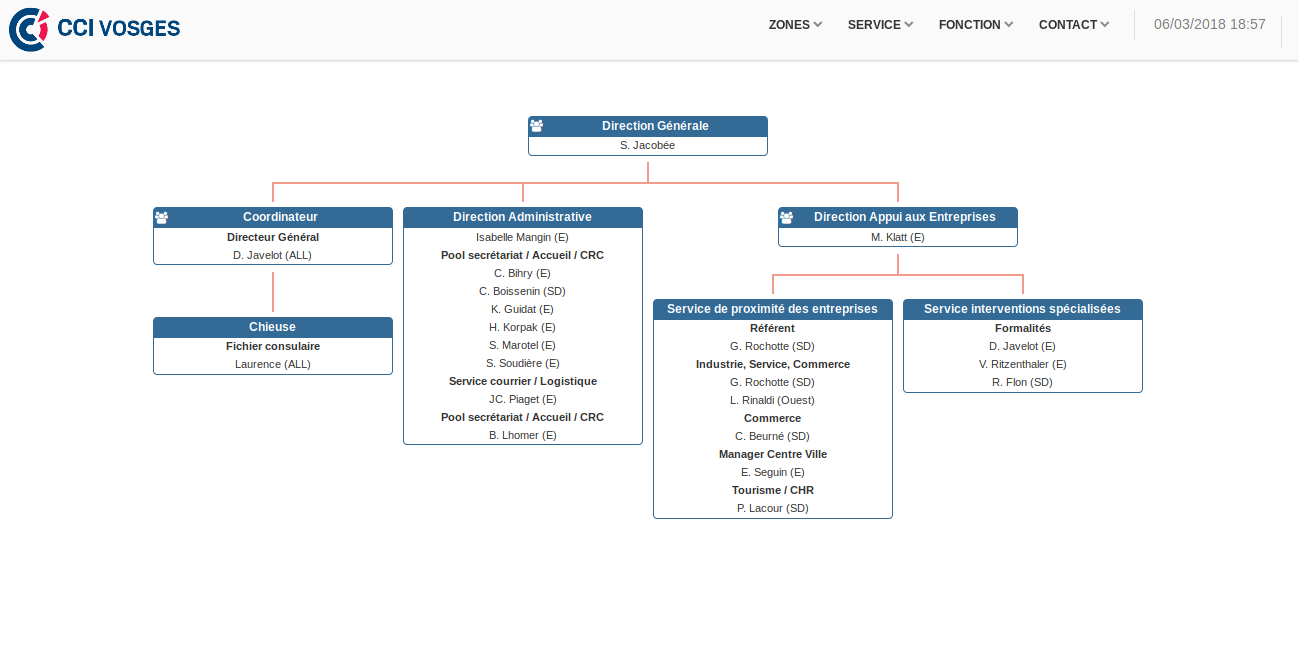 CCI VOSGES
ZONES SERVICE FONCTION CONTACT 06/03/2018 18:57
Direction Générale
S. Jacobée
Coordinateur
Directeur Général
D. Javelot (ALL)
Chieuse
Fichier consulaire
Laurence (ALL)
Direction Administrative
Isabelle Mangin (E)
Pool secrétariat / Accueil / CRC
C. Bihry (E)
C. Boissenin (SD)
K. Guidat (E)
H. Korpak (E)
S. Marotel (E)
S. Soudière (E)
Service courrier / Logistique
JC. Piaget (E)
Pool secrétariat / Accueil / CRC
B. Lhomer (E)
Direction Appui aux Entreprises
M. Klatt (E)
Service de proximité des entreprises
Référent
G. Rochotte (SD)
Industrie, Service, Commerce
G. Rochotte (SD)
L. Rinaldi (Ouest)
Commerce
C. Beurné (SD)
Manager Centre Ville
E. Seguin (E)
Tourisme / CHR
P. Lacour (SD)
Service interventions spécialisées
Formalités
D. Javelot (E)
V. Ritzenthaler (E)
R. Flon (SD)